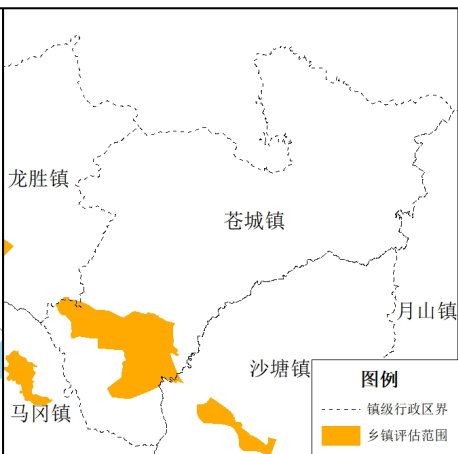 龙胜镇
苍城镇
月山镇
沙塘镇
马冈镇
图例
镇级行政区界
乡镇评估范围